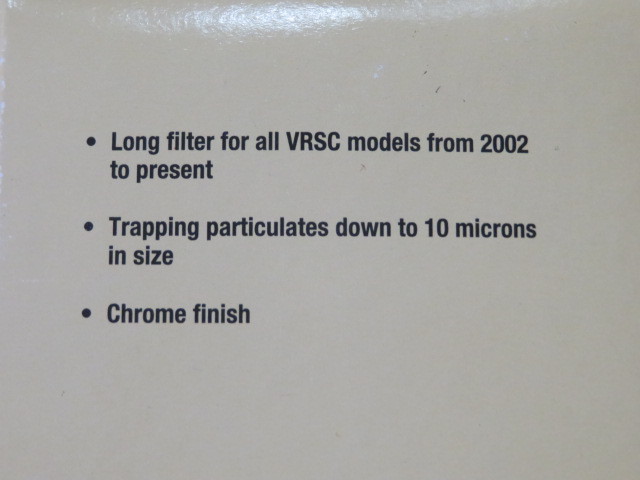 • Long filter for all VRSC models from 2002
to present
• Trapping particulates down to 10 microns
in size
• Chrome finish